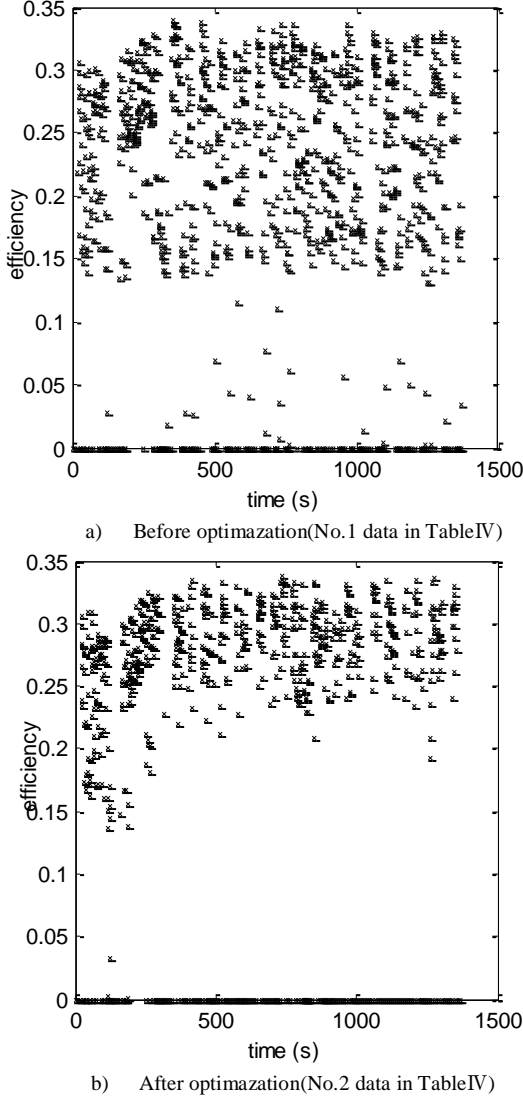 0.35
0.3
0.25
0.2
0.15
0.1
0.05
0
efficiency
0 500 1000 1500
time (s)
a) Before optimazation(No.1 data in TableⅣ)
0.35
0.3
0.25
0.2
0.15
0.1
0.05
0
efficiency
0 500 1000 1500
time (s)
b) After optimazation(No.2 data in TableⅣ)